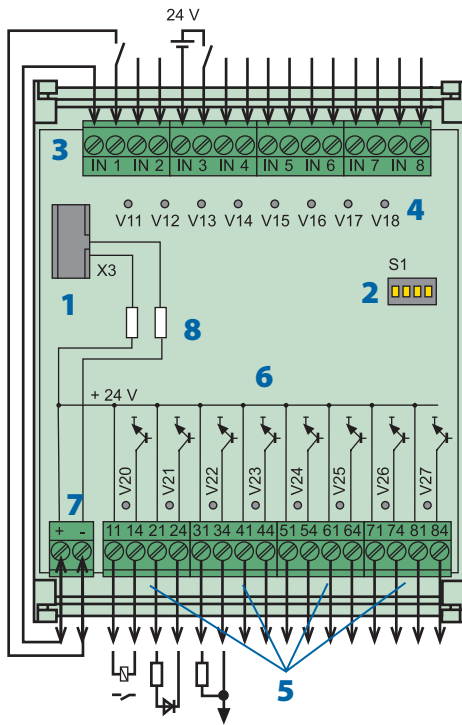 24 V
3
IN 1 IN 2 IN 3 IN 4 IN 5 IN 6 IN 7 IN 8
4
V11 V12 V13 V14 V15 V16 V17 V18
X3
S1
1
2
8
6
+ 24 V
V20 V21 V22 V23 V24 V25 V26 V27
7
+ - 11 14 21 24 31 34 41 44 51 54 61 64 71 74 81 84
5